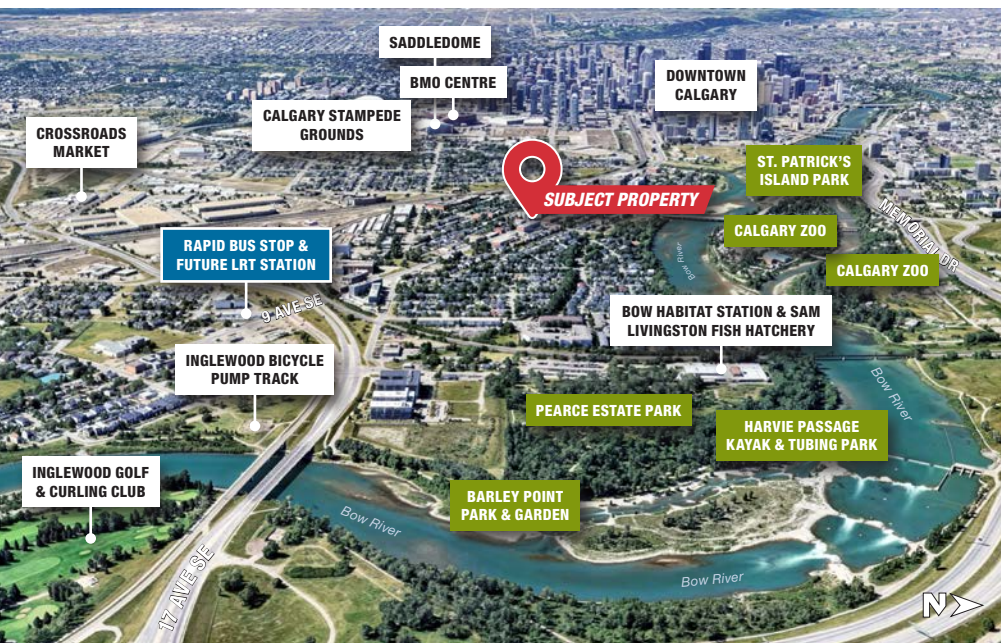 SADDLEDOME
BMO CENTRE
DOWNTOWN
CALGARY
CALGARY STAMPEDE
GROUNDS
CROSSROADS
MARKET
ST. PATRICK'S
ISLAND PARK
SUBJECT PROPERTY
MEMORIAL DR
CALGARY ZOO
RAPID BUS STOP &
FUTURE LRT STATION
Bow River
CALGARY ZOO
9 AVE SE
BOW HABITAT STATION & SAM
LIVINGSTON FISH HATCHERY
INGLEWOOD BICYCLE
PUMP TRACK
Bow River
PEARCE ESTATE PARK
HARVIE PASSAGE
KAYAK & TUBING PARK
INGLEWOOD GOLF
& CURLING CLUB
BARLEY POINT
PARK & GARDEN
Bow River
17 AVE SE
Bow River
N